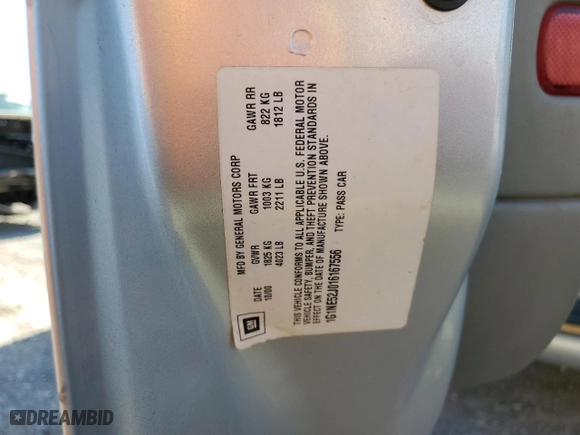 MFD BY GENERAL MOTORS CORP
DATE GVWR GAWR FRT GAWR RR
10/00 1825 KG 1003 KG 822 KG
4023 LB 2211 LB 1812 LB
THIS VEHICLE CONFORMS TO ALL APPLICABLE U.S. FEDERAL MOTOR
VEHICLE SAFETY, BUMPER, AND THEFT PREVENTION STANDARDS IN
EFFECT ON THE DATE OF MANUFACTURE SHOWN ABOVE.
1G1NE52J016167556 TYPE: PASS CAR
GM
DREAMBID